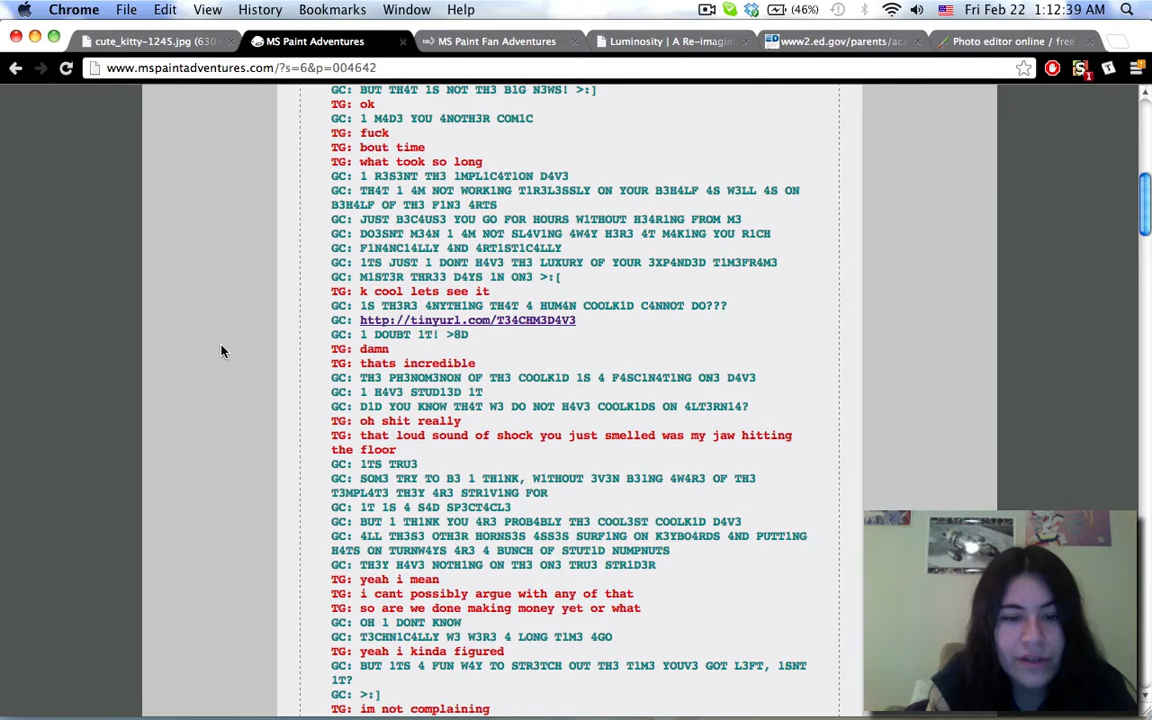 Chrome File Edit View History Bookmarks Window Help (46%) Fri Feb 22 1:12:39 AM
cute_kitty-1245.jpg (630 MS Paint Adventures MS Paint Fan Adventures Luminosity | A Re-imagin www2.ed.gov/parents/aca Photo editor online / free
www.mspaintadventures.com/?s=6&p=004642
GC: BUT TH4T 1S NOT TH3 B1G N3WS! >:]
TG: ok
GC: 1 M4D3 YOU 4NOTH3R COM1C
TG: fuck
TG: bout time
TG: what took so long
GC: 1 R3S3NT TH3 1MPL1C4T1ON D4V3
GC: TH4T 1 4M NOT WORK1NG T1R3L3SSLY ON YOUR B3H4LF 4S W3LL 4S ON
B3H4LF OF TH3 F1N3 4RTS
GC: JUST B3C4US3 YOU GO FOR HOURS W1THOUT H34R1NG FROM M3
GC: DO3SNT M34N 1 4M NOT SL4V1NG 4W4Y H3R3 4T M4K1NG YOU R1CH
GC: F1N4NC14LLY 4ND 4RT1ST1C4LLY
GC: 1TS JUST 1 DONT H4V3 TH3 LUXURY OF YOUR 3XP4ND3D T1M3FR4M3
GC: M1ST3R THR33 D4YS 1N ON3 >:[
TG: k cool lets see it
GC: 1S TH3R3 4NYTH1NG TH4T 4 HUM4N COOLK1D C4NNOT DO???
GC: http://tinyurl.com/T34CHM3D4V3
GC: 1 DOUBT 1T! >8D
TG: damn
TG: thats incredible
GC: TH3 PH3NOM3NON OF TH3 COOLK1D 1S 4 F4SC1N4T1NG ON3 D4V3
GC: 1 H4V3 STUD13D 1T
GC: D1D YOU KNOW TH4T W3 DO NOT H4V3 COOLK1DS ON 4LT3RN14?
TG: oh shit really
TG: that loud sound of shock you just smelled was my jaw hitting
the floor
GC: 1TS TRU3
GC: SOM3 TRY TO B3 1 TH1NK, W1THOUT 3V3N B31NG 4W4R3 OF TH3
T3MPL4T3 TH3Y 4R3 STR1V1NG FOR
GC: 1T 1S 4 S4D SP3CT4CL3
GC: BUT 1 TH1NK YOU 4R3 PROB4BLY TH3 COOL3ST COOLK1D D4V3
GC: 4LL TH3S3 OTH3R HORNS3S 4SS3S SURF1NG ON K3YBO4RDS 4ND PUTT1NG
H4TS ON TURNW4YS 4R3 4 BUNCH OF STUT1D NUMPNUTS
GC: TH3Y H4V3 NOTH1NG ON TH3 ON3 TRU3 STR1D3R
TG: yeah i mean
TG: i cant possibly argue with any of that
TG: so are we done making money yet or what
GC: OH 1 DONT KNOW
GC: T3CHN1C4LLY W3 W3R3 4 LONG T1M3 4GO
TG: yeah i kinda figured
GC: BUT 1TS 4 FUN W4Y TO STR3TCH OUT TH3 T1M3 YOUV3 GOT L3FT, 1SNT
1T?
GC: >:]
TG: im not complaining